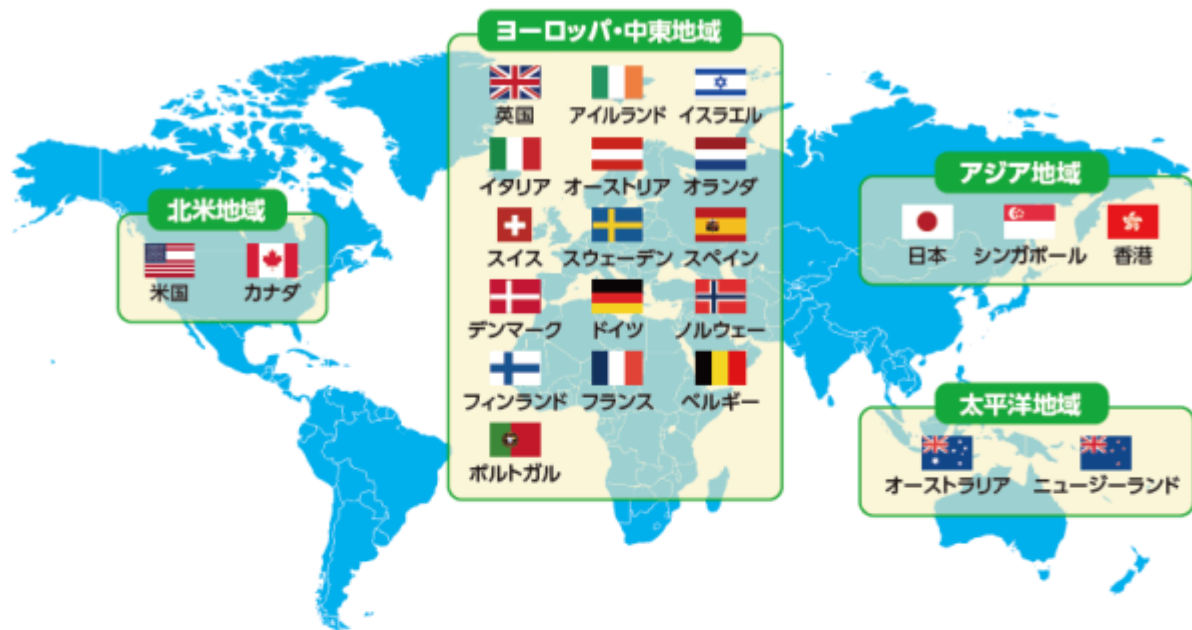 ヨーロッパ・中東地域
英国 アイルランド イスラエル
イタリア オーストリア オランダ
スイス スウェーデン スペイン
デンマーク ドイツ ノルウェー
フィンランド フランス ベルギー
ポルトガル
北米地域
米国 カナダ
アジア地域
日本 シンガポール 香港
太平洋地域
オーストラリア ニュージーランド